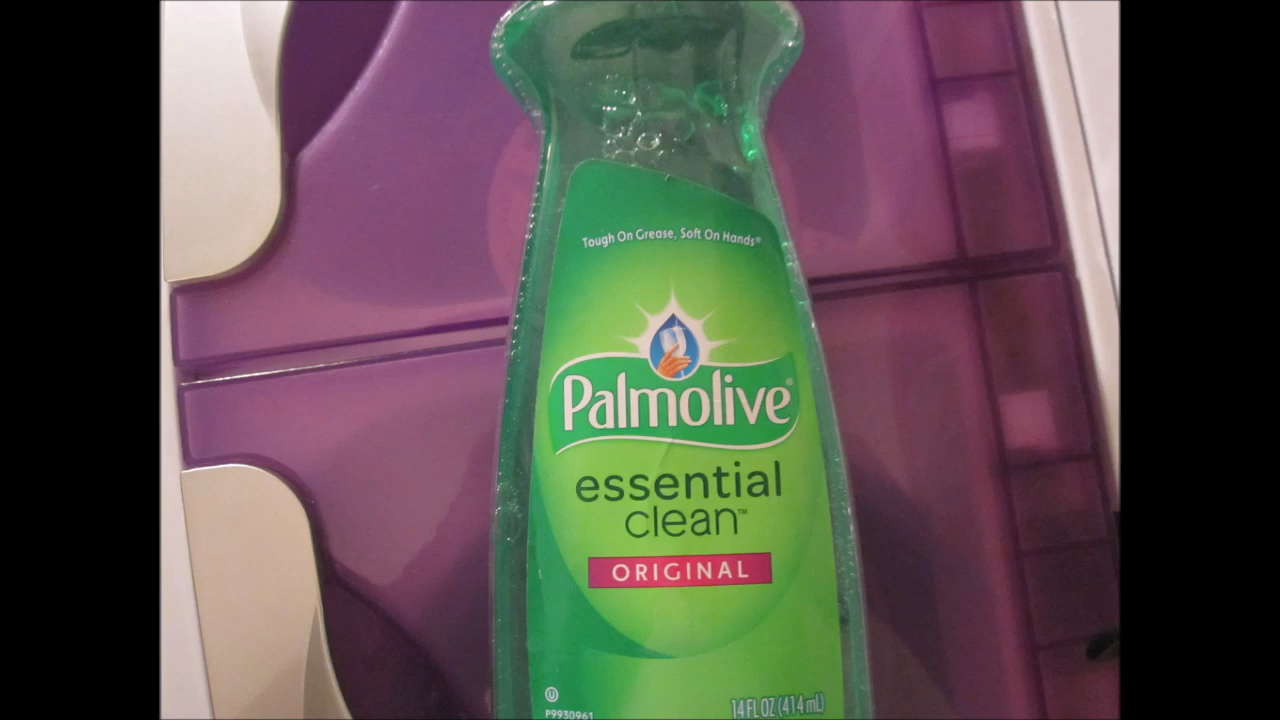 Tough On Grease, Soft On Hands®
Palmolive®
essential
clean™
ORIGINAL
U
P9930961
14 FL OZ (414 mL)